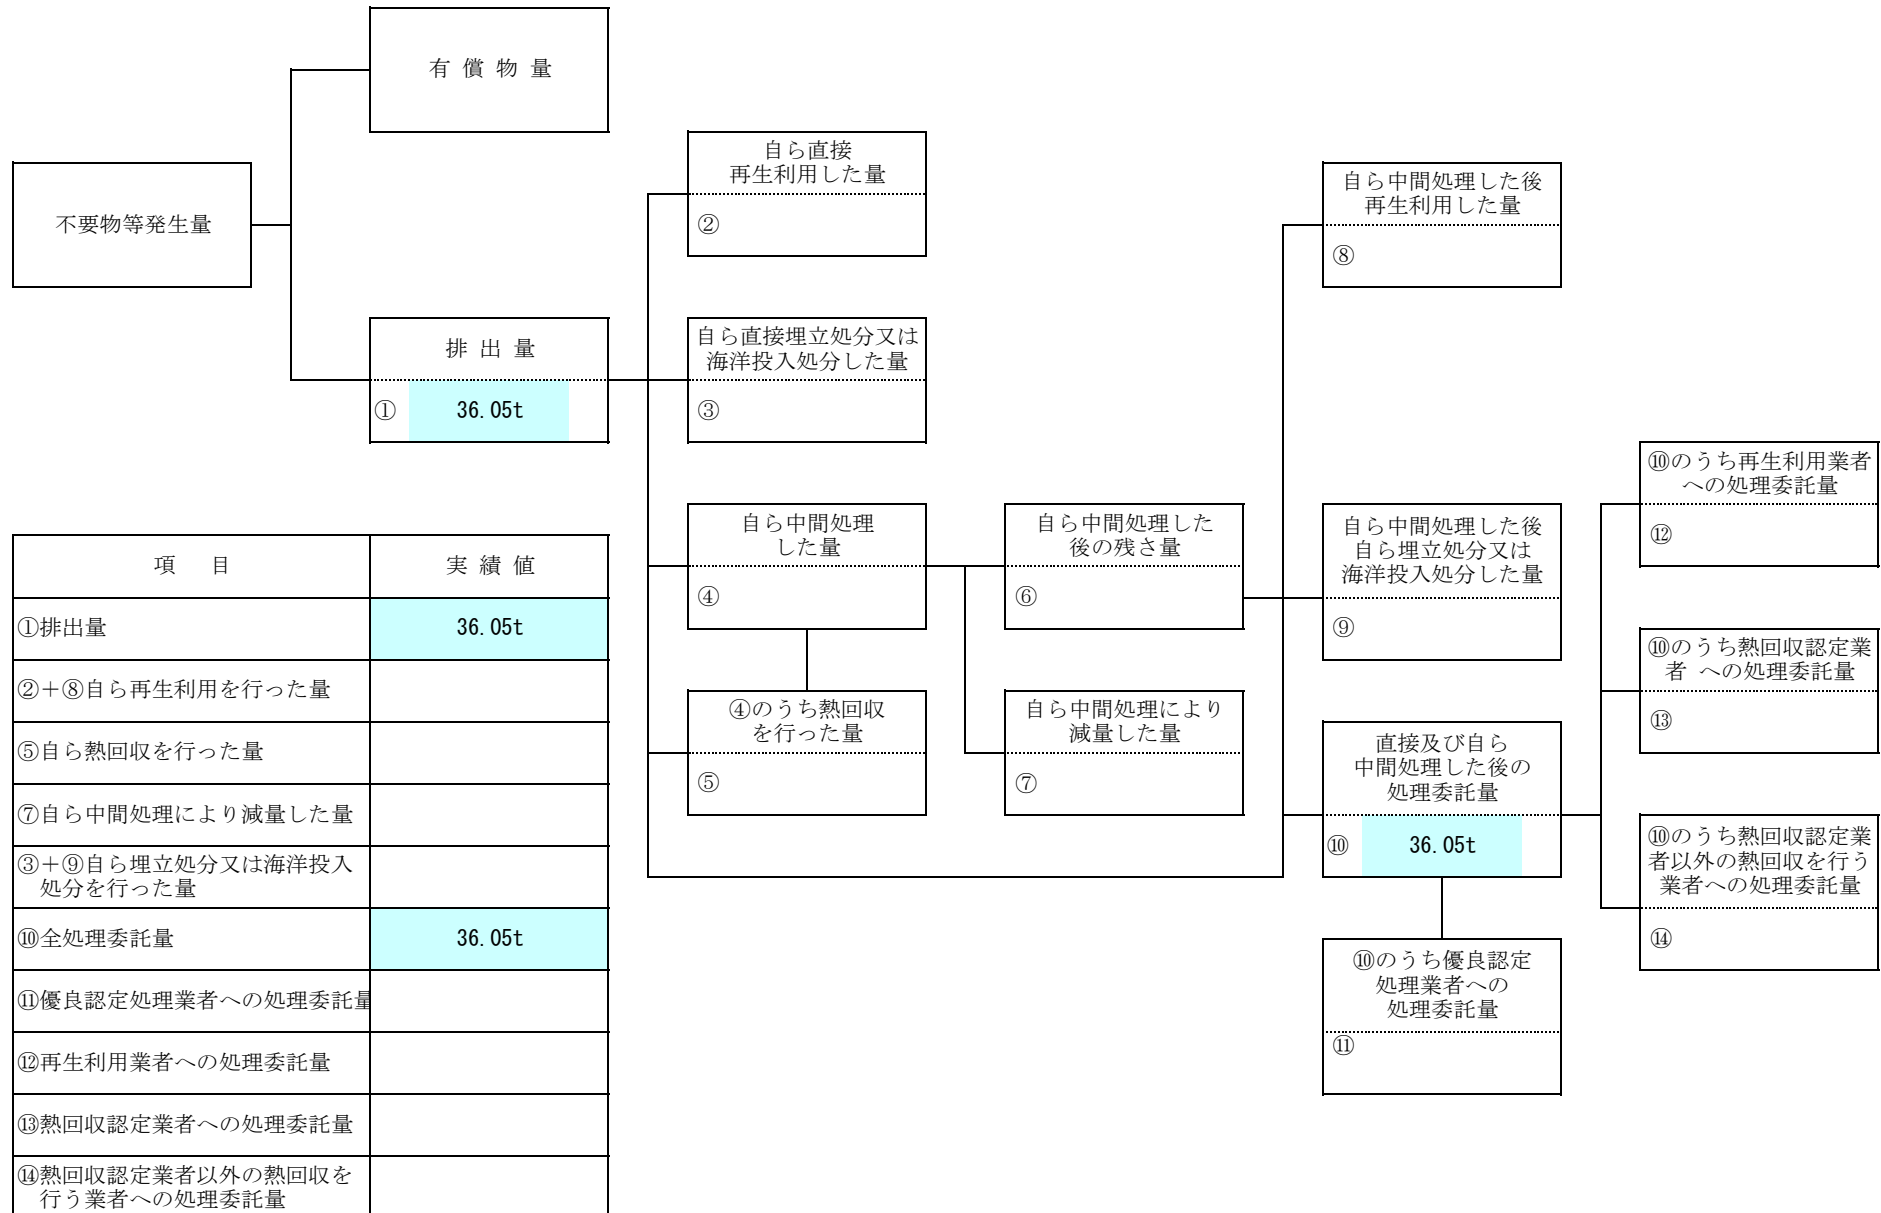 有 償 物 量
不要物等発生量
排 出 量
① 36.05t
自ら直接
再生利用した量
②
自ら直接埋立処分又は
海洋投入処分した量
③
自ら中間処理
した量
④
④のうち熱回収
を行った量
⑤
自ら中間処理した
後の残さ量
⑥
自ら中間処理により
減量した量
⑦
自ら中間処理した後
再生利用した量
⑧
自ら中間処理した後
自ら埋立処分又は
海洋投入処分した量
⑨
直接及び自ら
中間処理した後の
処理委託量
⑩ 36.05t
⑩のうち優良認定
処理業者への
処理委託量
⑪
⑩のうち再生利用業者
への処理委託量
⑫
⑩のうち熱回収認定業
者 への処理委託量
⑬
⑩のうち熱回収認定業
者以外の熱回収を行う
業者への処理委託量
⑭
項 目 実 績 値
①排出量 36.05t
②＋⑧自ら再生利用を行った量
⑤自ら熱回収を行った量
⑦自ら中間処理により減量した量
③＋⑨自ら埋立処分又は海洋投入
処分を行った量
⑩全処理委託量 36.05t
⑪優良認定処理業者への処理委託量
⑫再生利用業者への処理委託量
⑬熱回収認定業者への処理委託量
⑭熱回収認定業者以外の熱回収を
行う業者への処理委託量